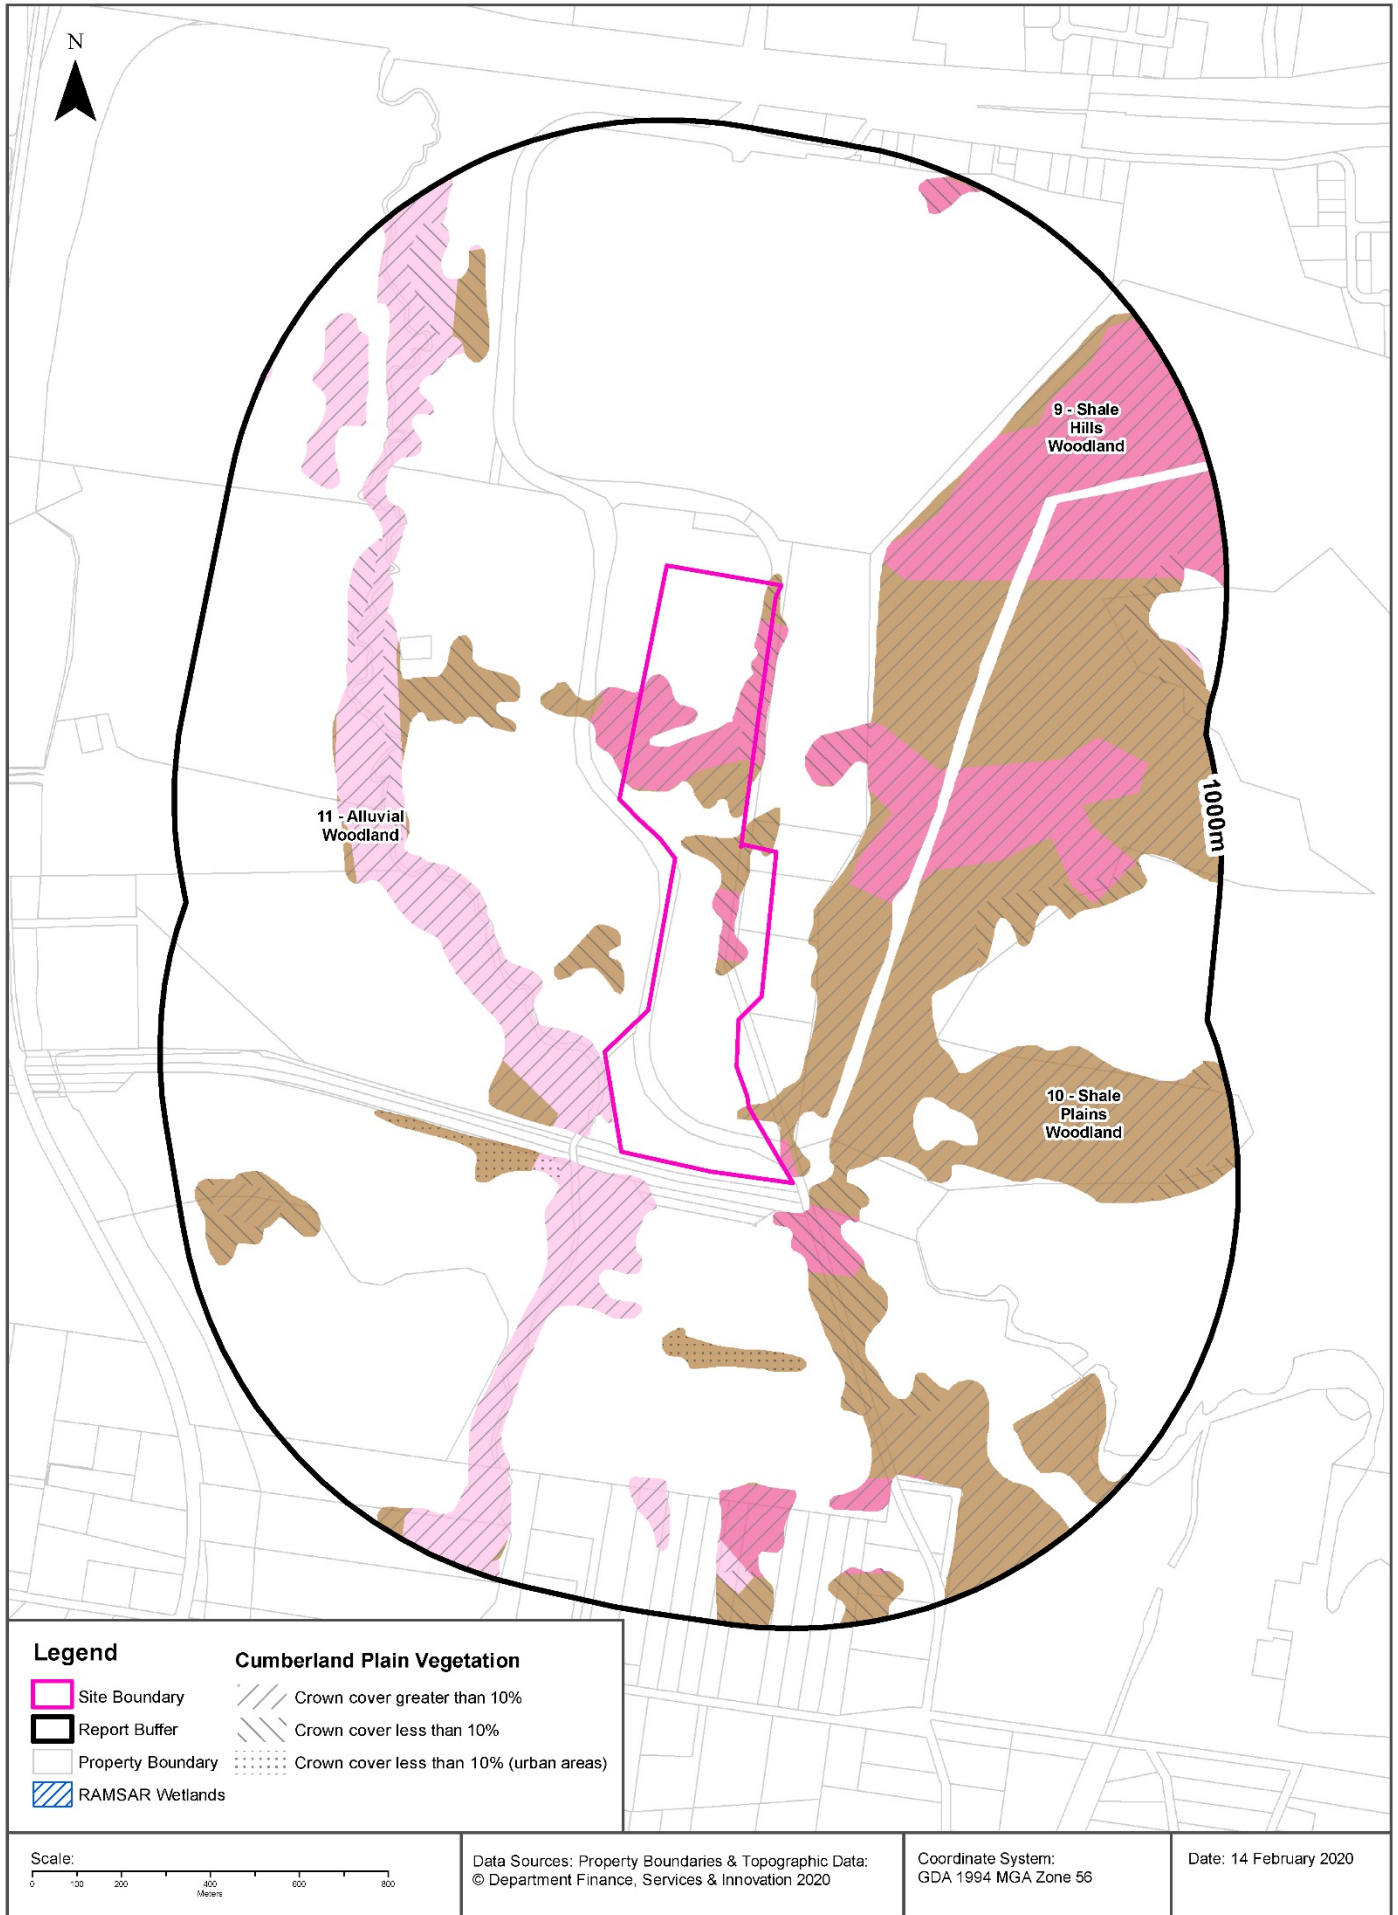 N
9 - Shale
Hills
Woodland
1000m
11 - Alluvial
Woodland
10 - Shale
Plains
Woodland
Legend
Site Boundary
Report Buffer
Property Boundary
RAMSAR Wetlands
Cumberland Plain Vegetation
Crown cover greater than 10%
Crown cover less than 10%
Crown cover less than 10% (urban areas)
Scale:
0 100 200 400 600 800
Meters
Data Sources: Property Boundaries & Topographic Data:
© Department Finance, Services & Innovation 2020
Coordinate System:
GDA 1994 MGA Zone 56
Date: 14 February 2020